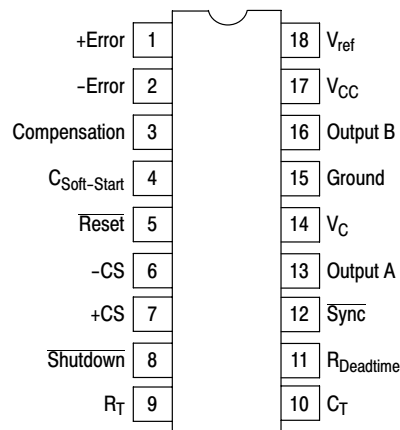 +Error 1 18 Vref
–Error 2 17 VCC
Compensation 3 16 Output B
CSoft–Start 4 15 Ground
Reset 5 14 VC
–CS 6 13 Output A
+CS 7 12 Sync
Shutdown 8 11 RDeadtime
RT 9 10 CT